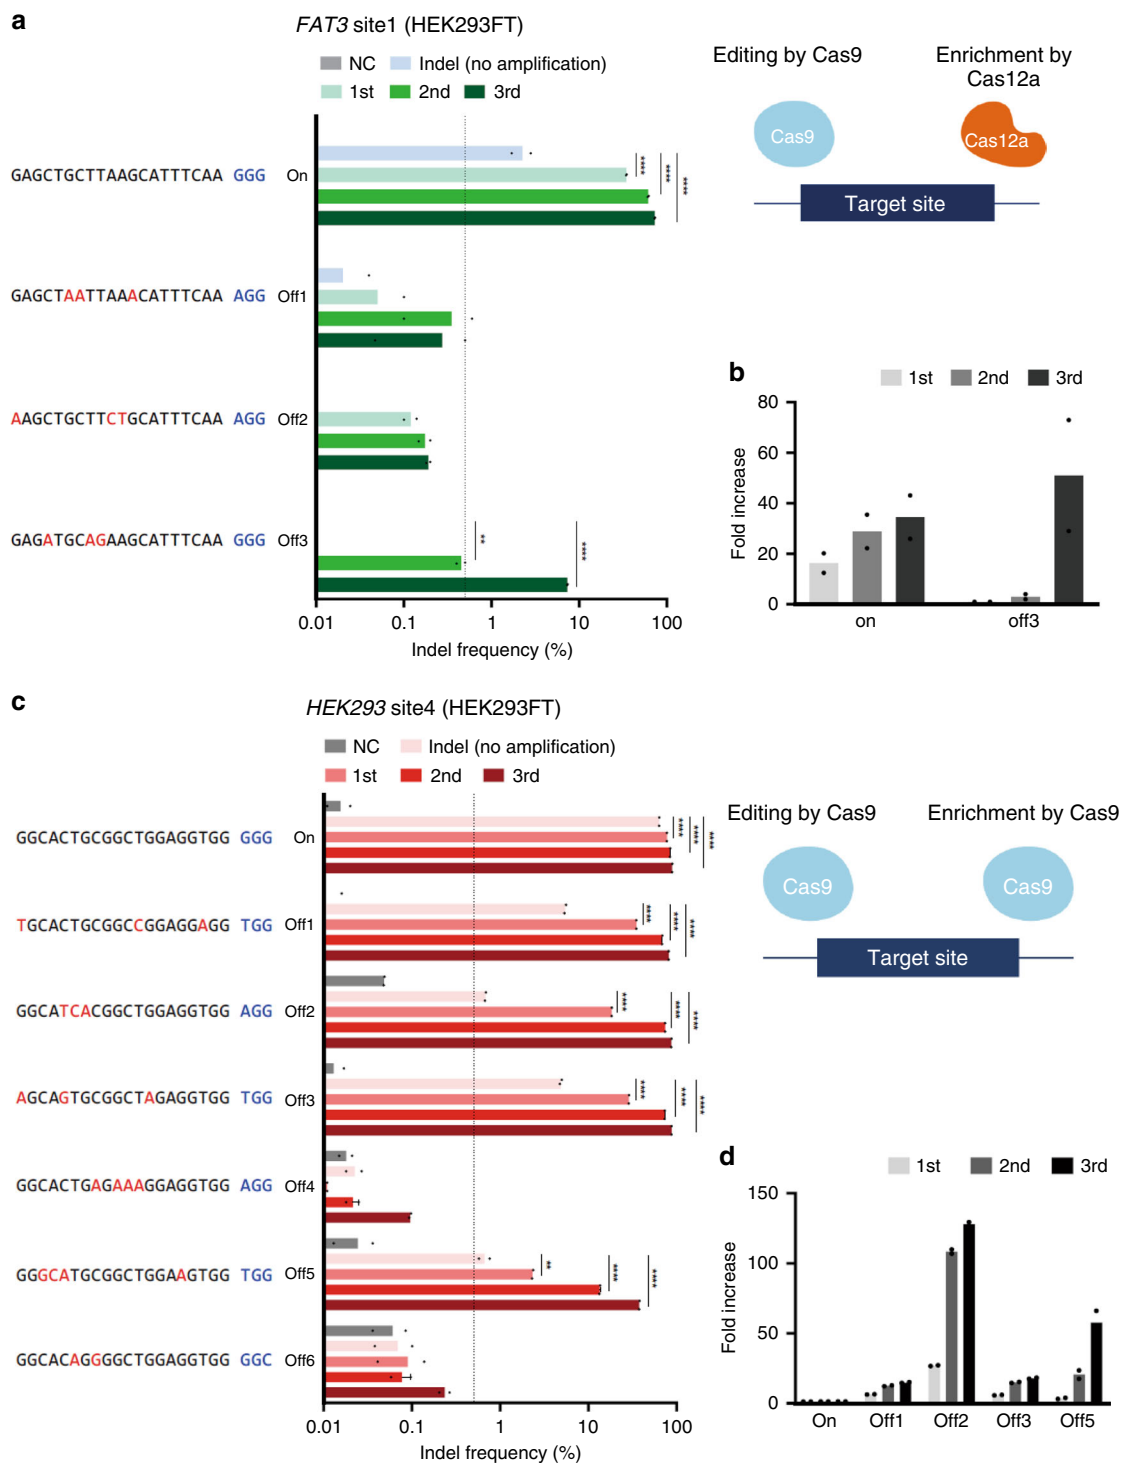 a
FAT3 site1 (HEK293FT)
NC Indel (no amplification)
1st 2nd 3rd
GAGCTGCTTAAGCATTTCAA GGG On
****
****
****
GAGCTAATTAAACATTTCAA AGG Off1
AAGCTGCTTCTGCATTTCAA AGG Off2
GAGATGCAGAAGCATTTCAA GGG Off3
**
****
0.01 0.1 1 10 100
Indel frequency (%)
Editing by Cas9
Enrichment by
Cas12a
Cas9
Cas12a
Target site
b
1st 2nd 3rd
Fold increase
80
60
40
20
0
on off3
c
HEK293 site4 (HEK293FT)
NC Indel (no amplification)
1st 2nd 3rd
GGCACTGCGGCTGGAGGTGG GGG On
****
****
****
TGCACTGCGGCCGGAGGAGG TGG Off1
****
****
****
GGCATCACGGCTGGAGGTGG AGG Off2
****
****
****
AGCAGTGCGGCTAGAGGTGG TGG Off3
****
****
****
GGCACTGAGAAAGGAGGTGG AGG Off4
GGGCATGCGGCTGGAAGTGG TGG Off5
**
****
****
GGCACAGGGGCTGGAGGTGG GGC Off6
0.01 0.1 1 10 100
Indel frequency (%)
Editing by Cas9
Enrichment by Cas9
Cas9
Cas9
Target site
d
1st 2nd 3rd
Fold increase
150
100
50
0
On Off1 Off2 Off3 Off5